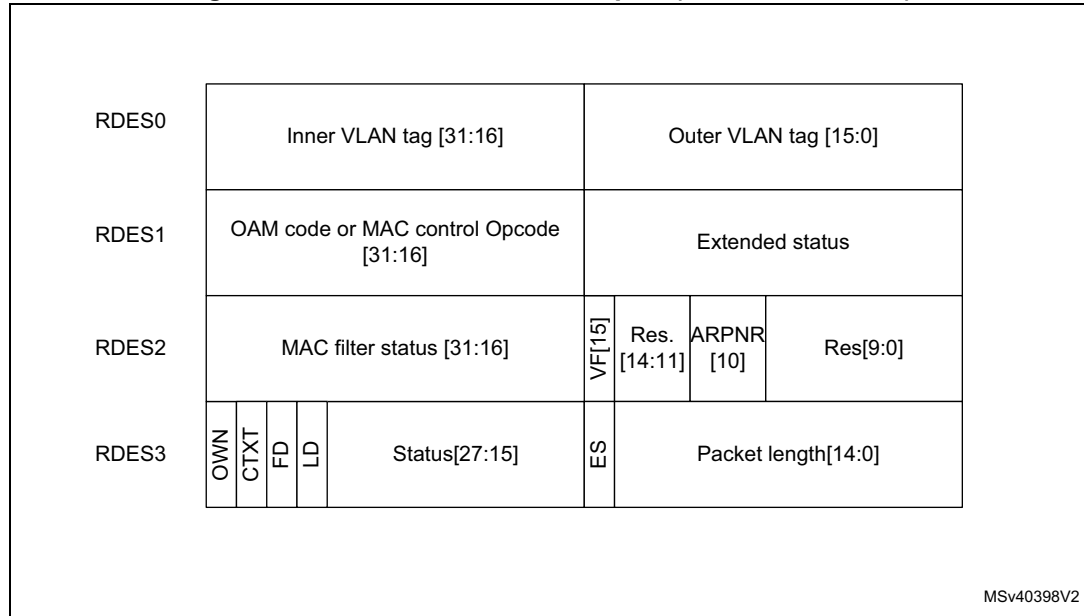 RDES0
Inner VLAN tag [31:16]
Outer VLAN tag [15:0]
RDES1
OAM code or MAC control Opcode
[31:16]
Extended status
RDES2
MAC filter status [31:16]
VF[15]
Res.
[14:11]
ARPNR
[10]
Res[9:0]
RDES3
OWN
CTXT
FD
LD
Status[27:15]
ES
Packet length[14:0]
MSv40398V2